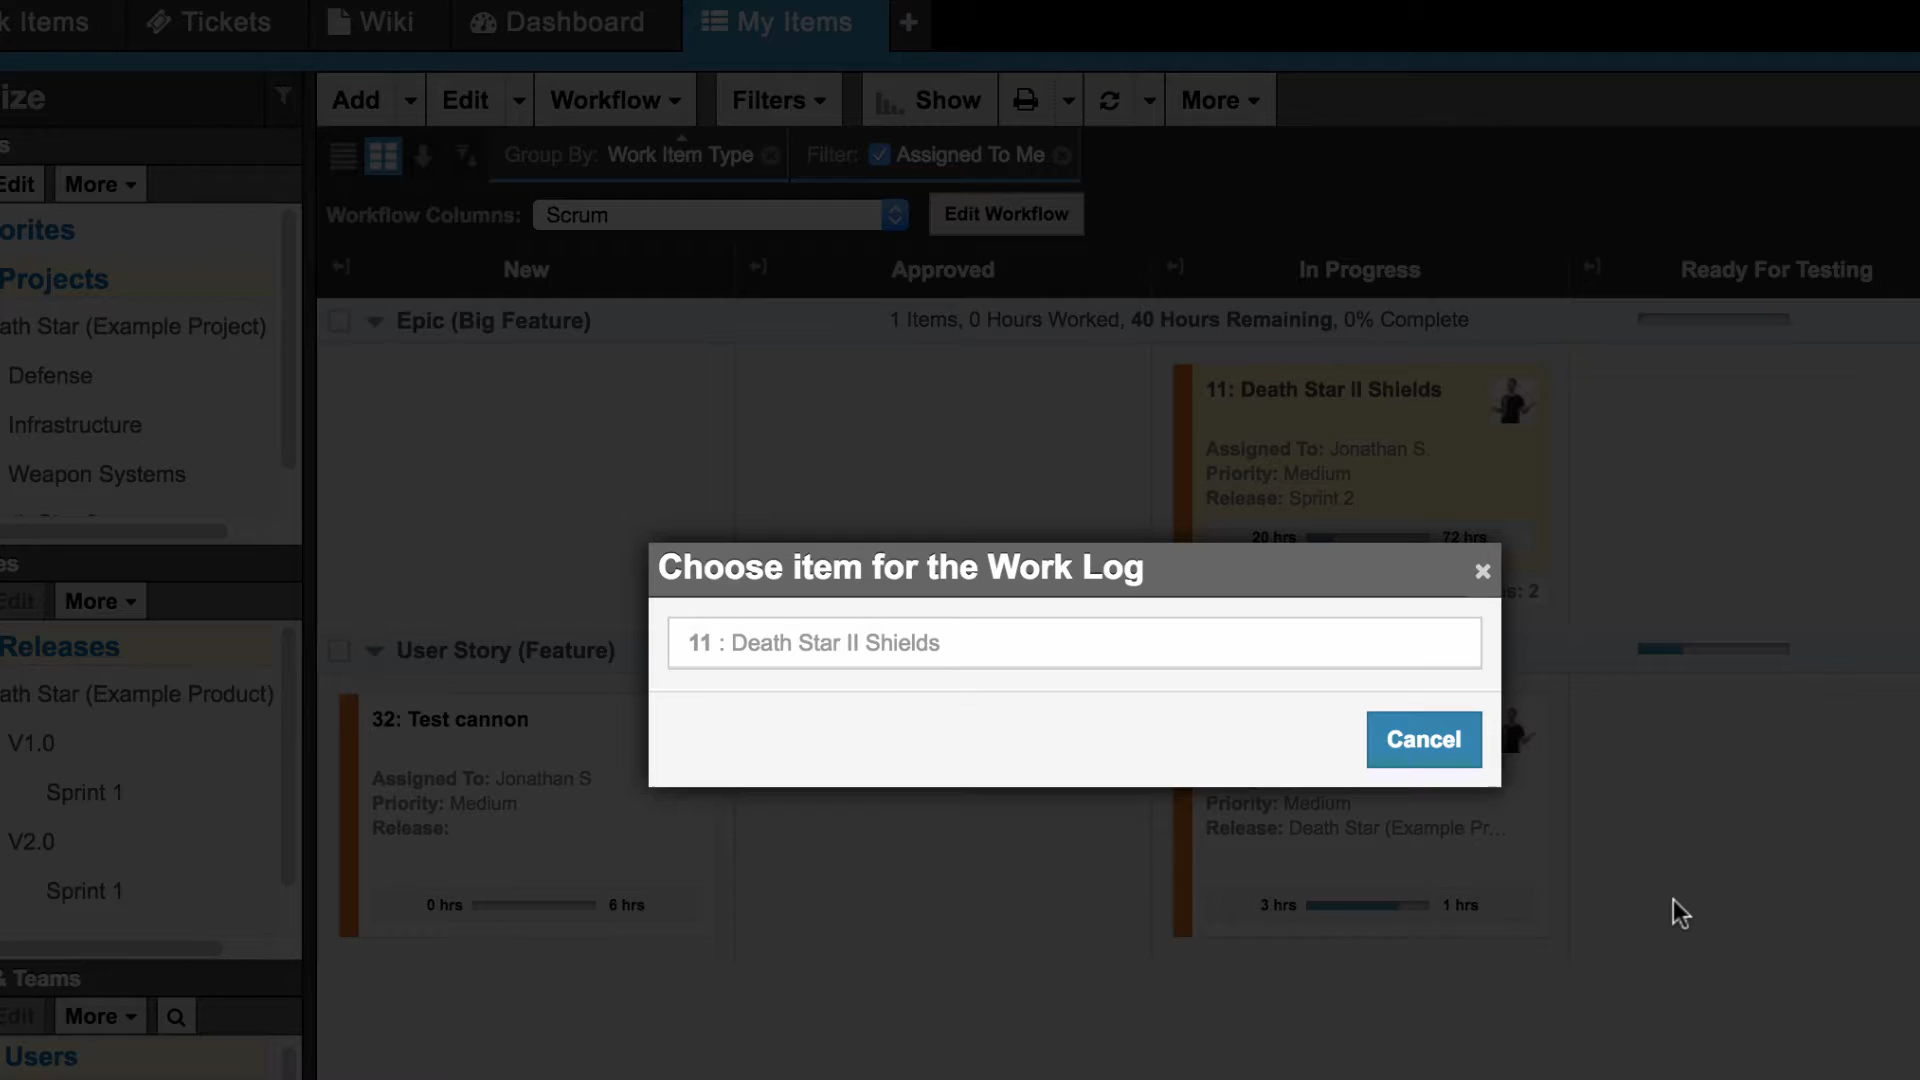 k Items
Tickets
Wiki
Dashboard
My Items
+
ize
Add
Edit
Workflow
Filters
Show
More
s
Edit
More
Group By: Work Item Type
Filter: Assigned To Me
Workflow Columns: Scrum
Edit Workflow
New
Approved
In Progress
Ready For Testing
orites
Projects
ath Star (Example Project)
Defense
Infrastructure
Weapon Systems
Epic (Big Feature)
1 Items, 0 Hours Worked, 40 Hours Remaining, 0% Complete
11: Death Star II Shields
Assigned To: Jonathan S.
Priority: Medium
Release: Sprint 2
20 hrs
72 hrs
s: 2
Choose item for the Work Log
×
11 : Death Star II Shields
Cancel
es
Edit
More
Releases
ath Star (Example Product)
V1.0
Sprint 1
V2.0
Sprint 1
User Story (Feature)
32: Test cannon
Assigned To: Jonathan S
Priority: Medium
Release:
0 hrs
6 hrs
Priority: Medium
Release: Death Star (Example Pr...
3 hrs
1 hrs
& Teams
Edit
More
Users